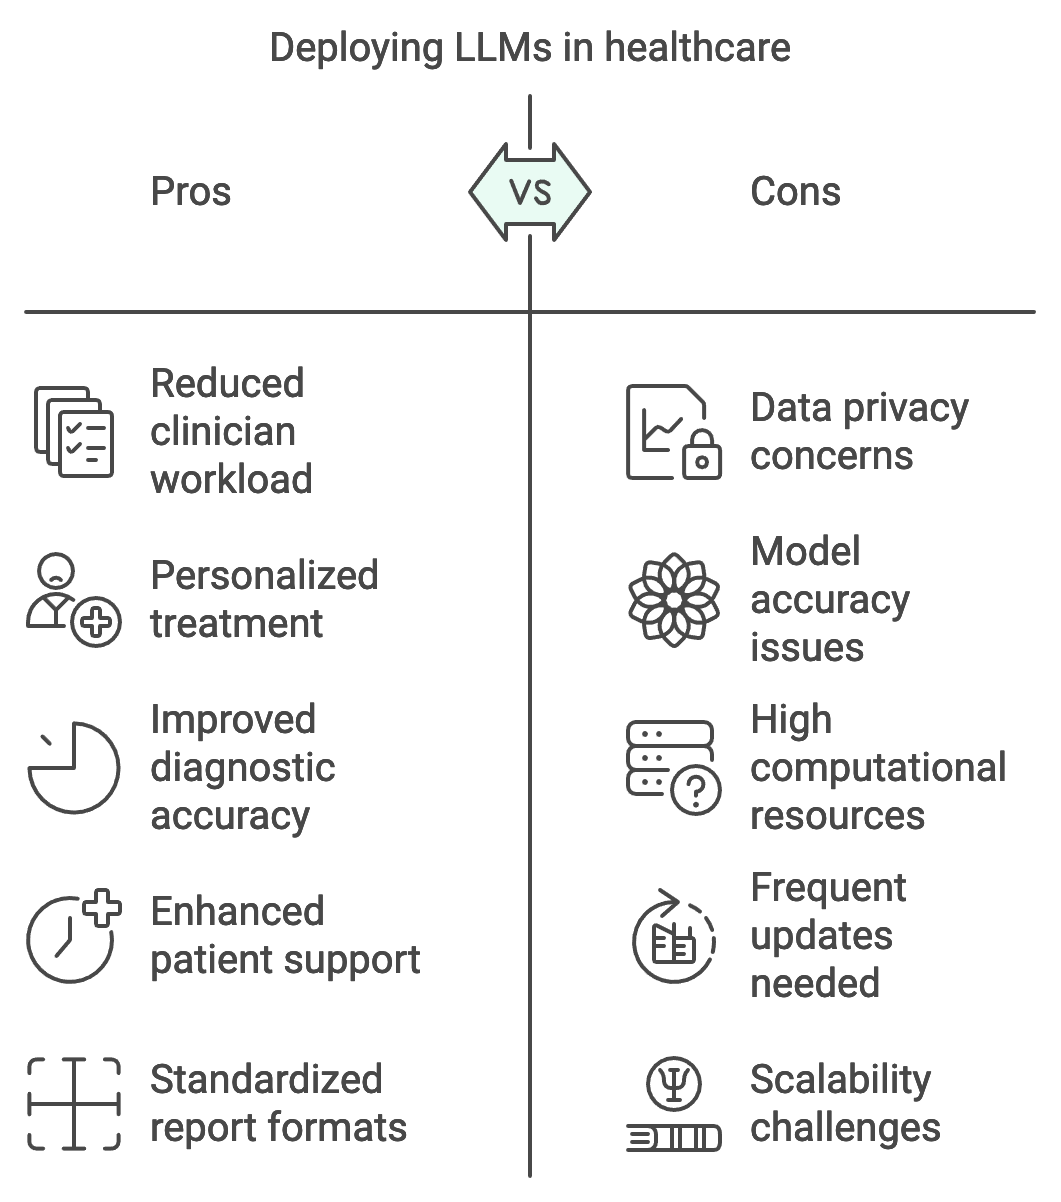 Deploying LLMs in healthcare
Pros
VS
Cons
Reduced
clinician
workload
Personalized
treatment
Improved
diagnostic
accuracy
Enhanced
patient support
Standardized
report formats
Data privacy
concerns
Model
accuracy
issues
High
computational
resources
Frequent
updates
needed
Scalability
challenges